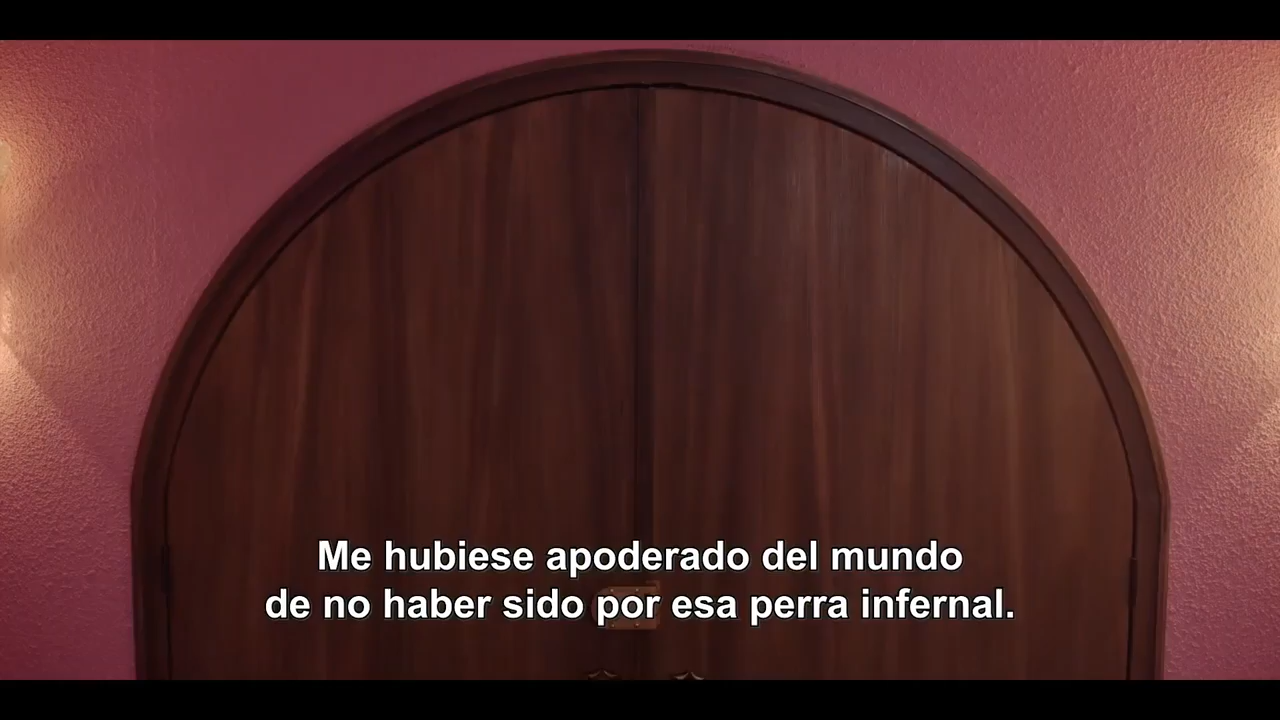 Me hubiese apoderado del mundo
de no haber sido por esa perra infernal.